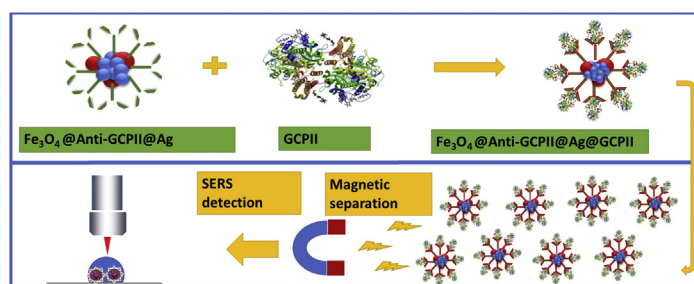 Fe₃O₄ @Anti-GCPII@Ag
GCPII
Fe₃O₄ @Anti-GCPII@Ag@GCPII
SERS
detection
Magnetic
separation